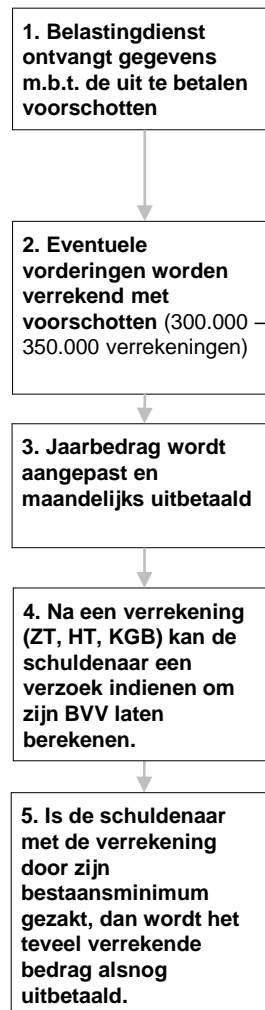 1. Belastingdienst
ontvangt gegevens
m.b.t. de uit te betalen
voorschotten
2. Eventuele
vorderingen worden
verrekend met
voorschotten (300.000 –
350.000 verrekeningen)
3. Jaarbedrag wordt
aangepast en
maandelijks uitbetaald
4. Na een verrekening
(ZT, HT, KGB) kan de
schuldenaar een
verzoek indienen om
zijn BVV laten
berekenen.
5. Is de schuldenaar
met de verrekening
door zijn
bestaansminimum
gezakt, dan wordt het
teveel verrekende
bedrag alsnog
uitbetaald.